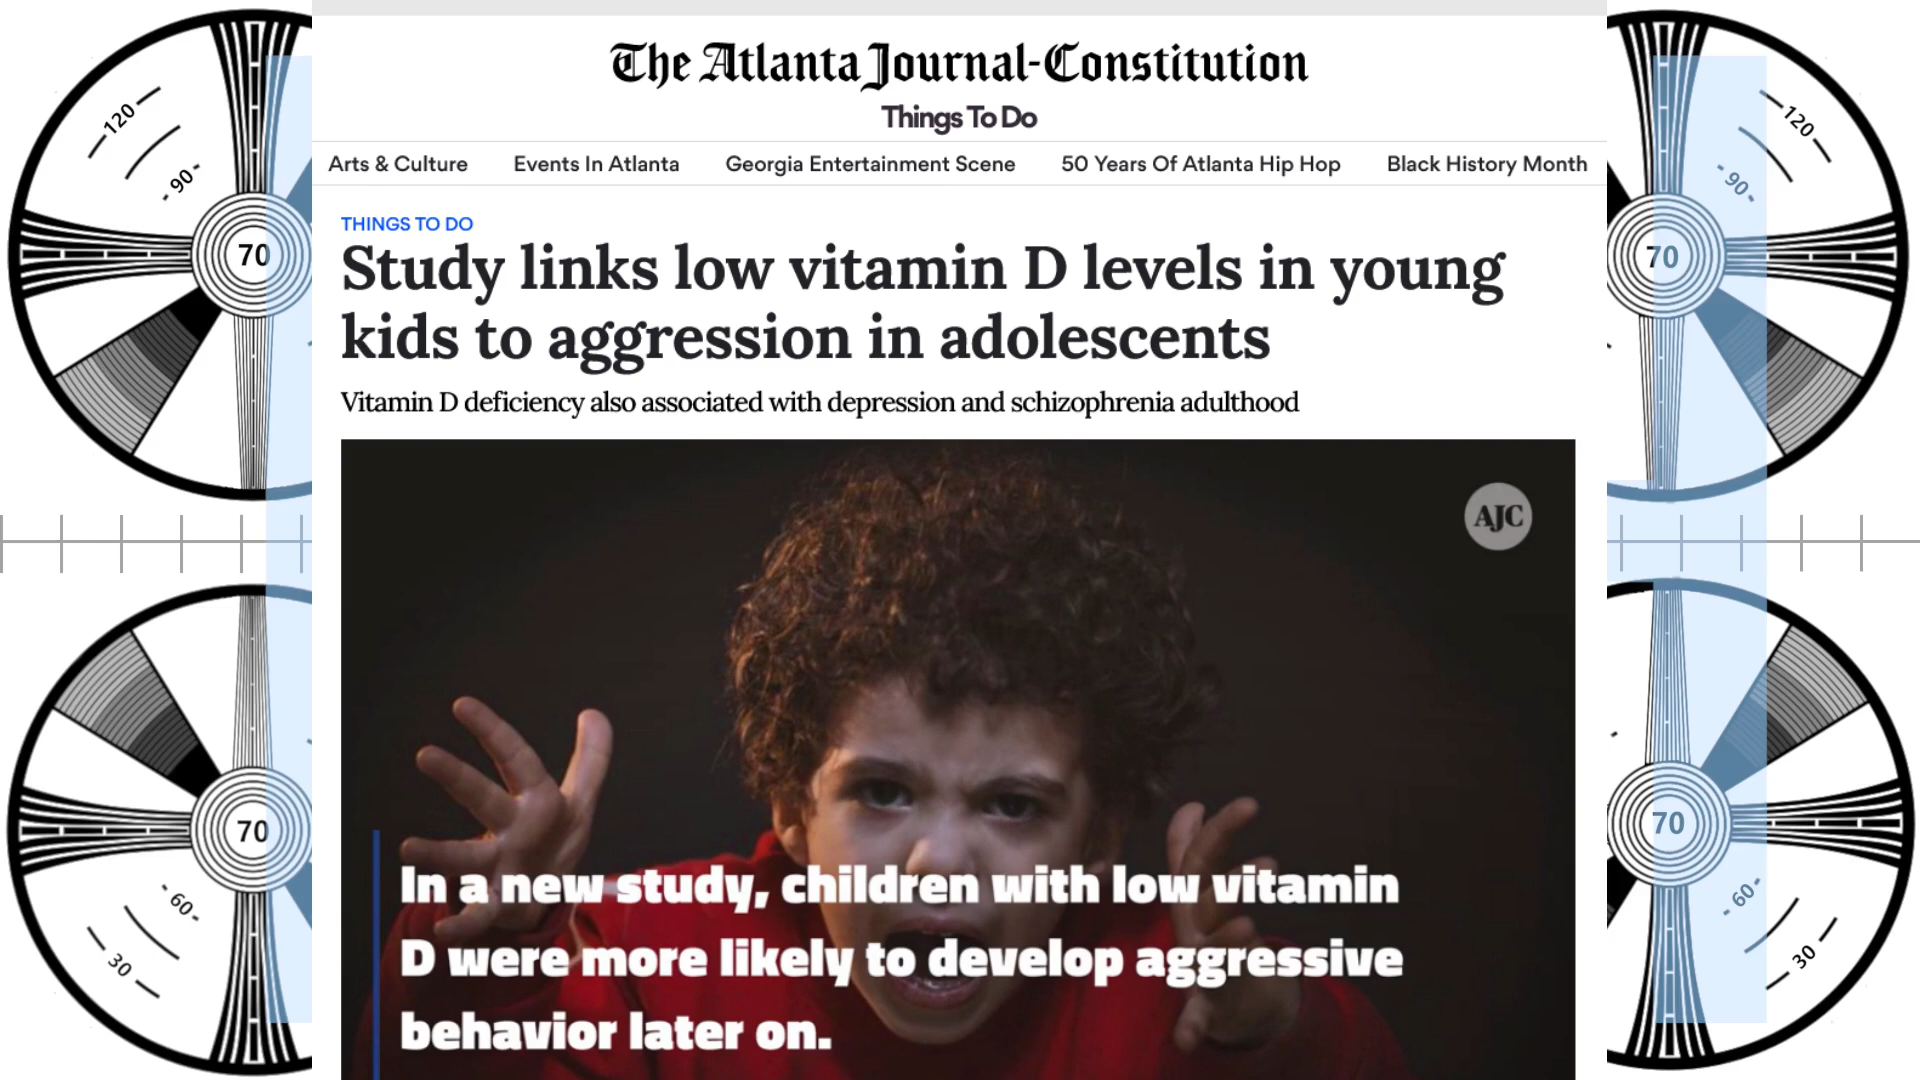 The Atlanta Journal-Constitution
Things To Do
Arts & Culture Events In Atlanta Georgia Entertainment Scene 50 Years Of Atlanta Hip Hop Black History Month
THINGS TO DO
Study links low vitamin D levels in young
kids to aggression in adolescents
Vitamin D deficiency also associated with depression and schizophrenia adulthood
AJC
In a new study, children with low vitamin
D were more likely to develop aggressive
behavior later on.
120
90
70
120
90
70
70
60
30
70
60
30